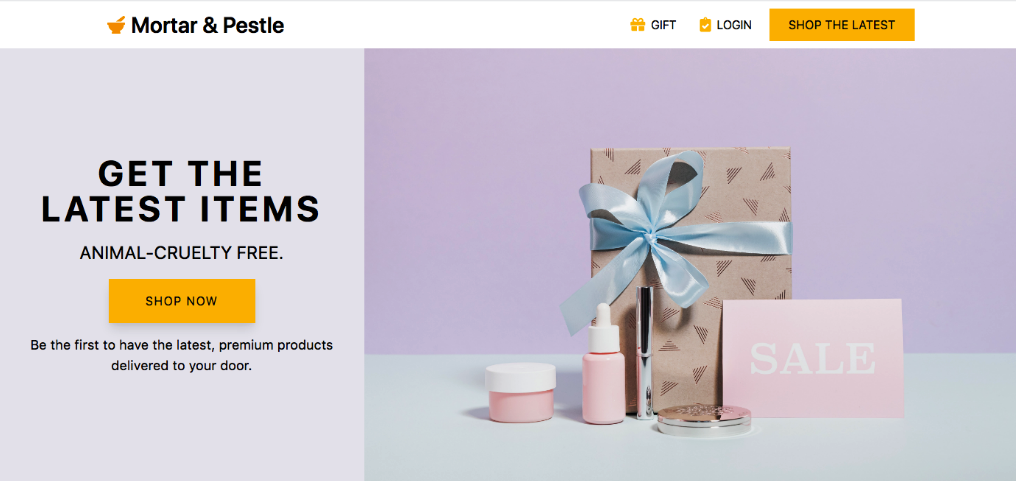 Mortar & Pestle
GIFT
LOGIN
SHOP THE LATEST
GET THE
LATEST ITEMS
ANIMAL-CRUELTY FREE.
SHOP NOW
Be the first to have the latest, premium products
delivered to your door.
SALE